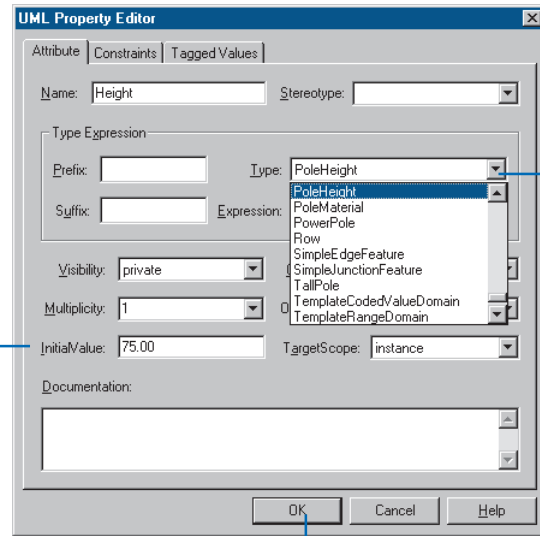 UML Property Editor
Attribute Constraints Tagged Values
Name: Height Stereotype:
Type Expression
Prefix: Type: PoleHeight
PoleHeight
PoleMaterial
Suffix: Expression: PowerPole
Row
SimpleEdgeFeature
Visibility: private SimpleJunctionFeature
TallPole
Multiplicity: 1 TemplateCodedValueDomain
TemplateRangeDomain
InitialValue: 75.00 TargetScope: instance
Documentation:
OK Cancel Help